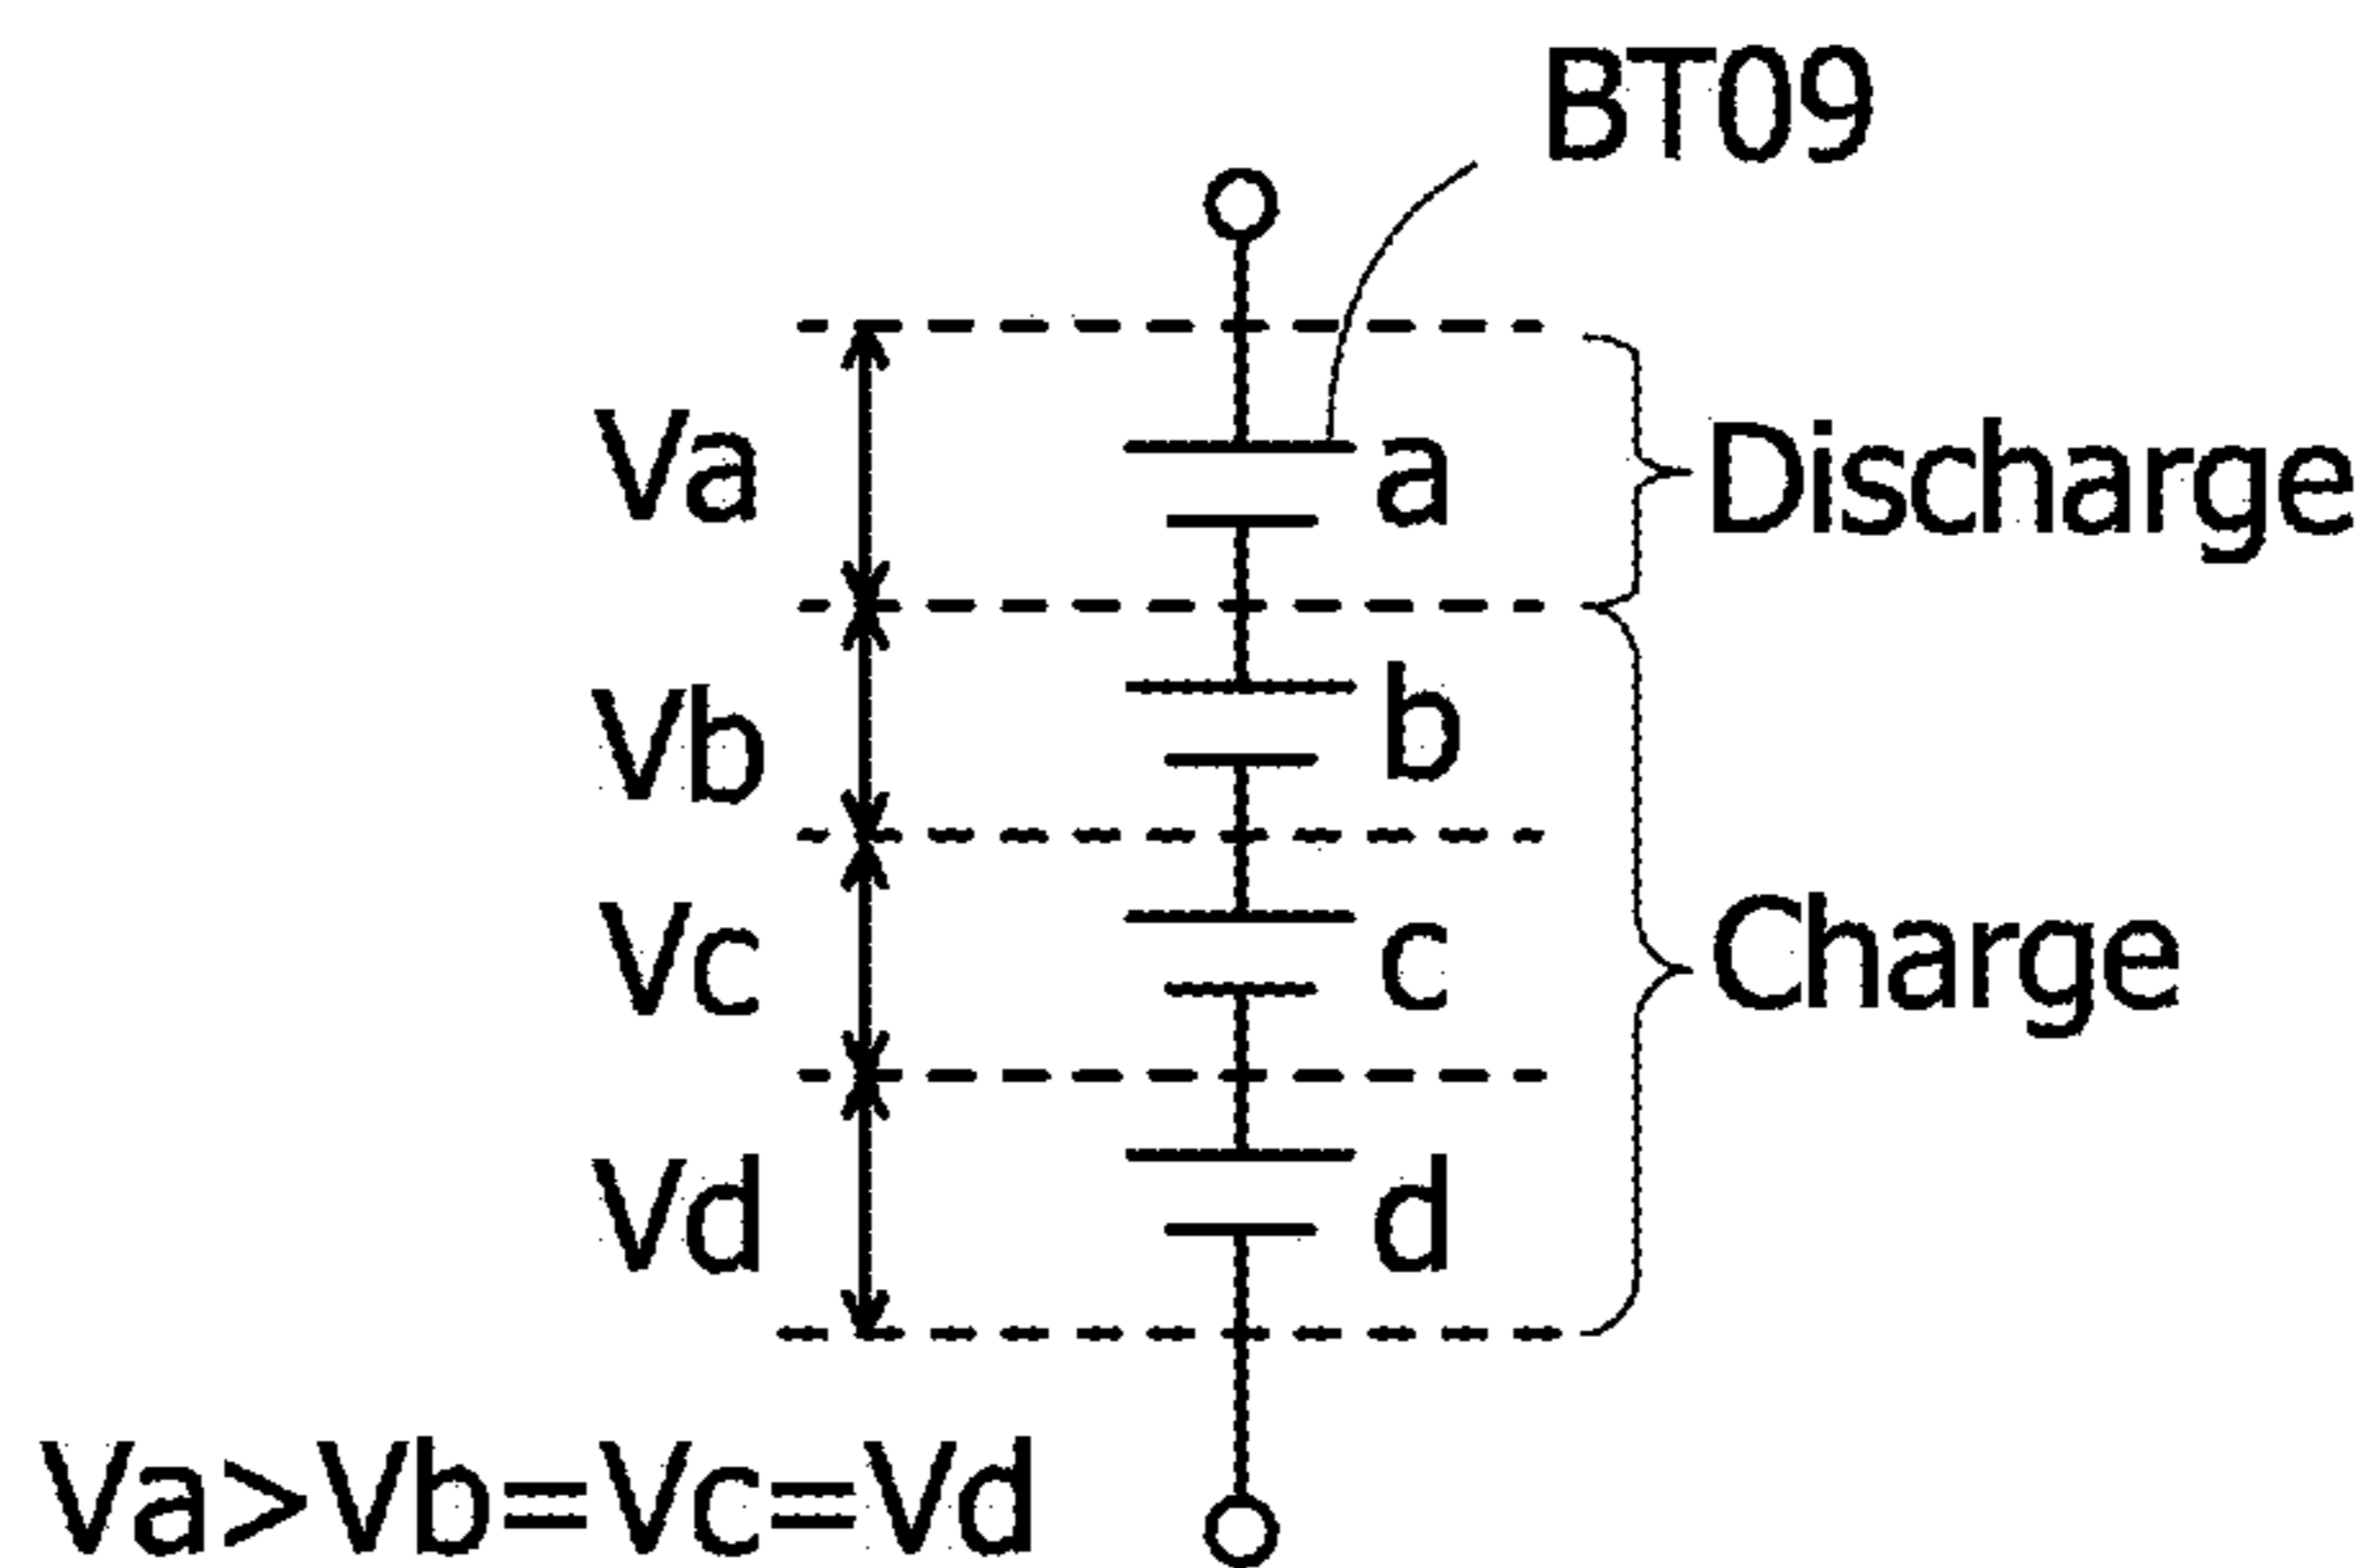 BT09
Va
a
Discharge
Vb
b
Vc
c
Charge
Vd
d
Va>Vb=Vc=Vd